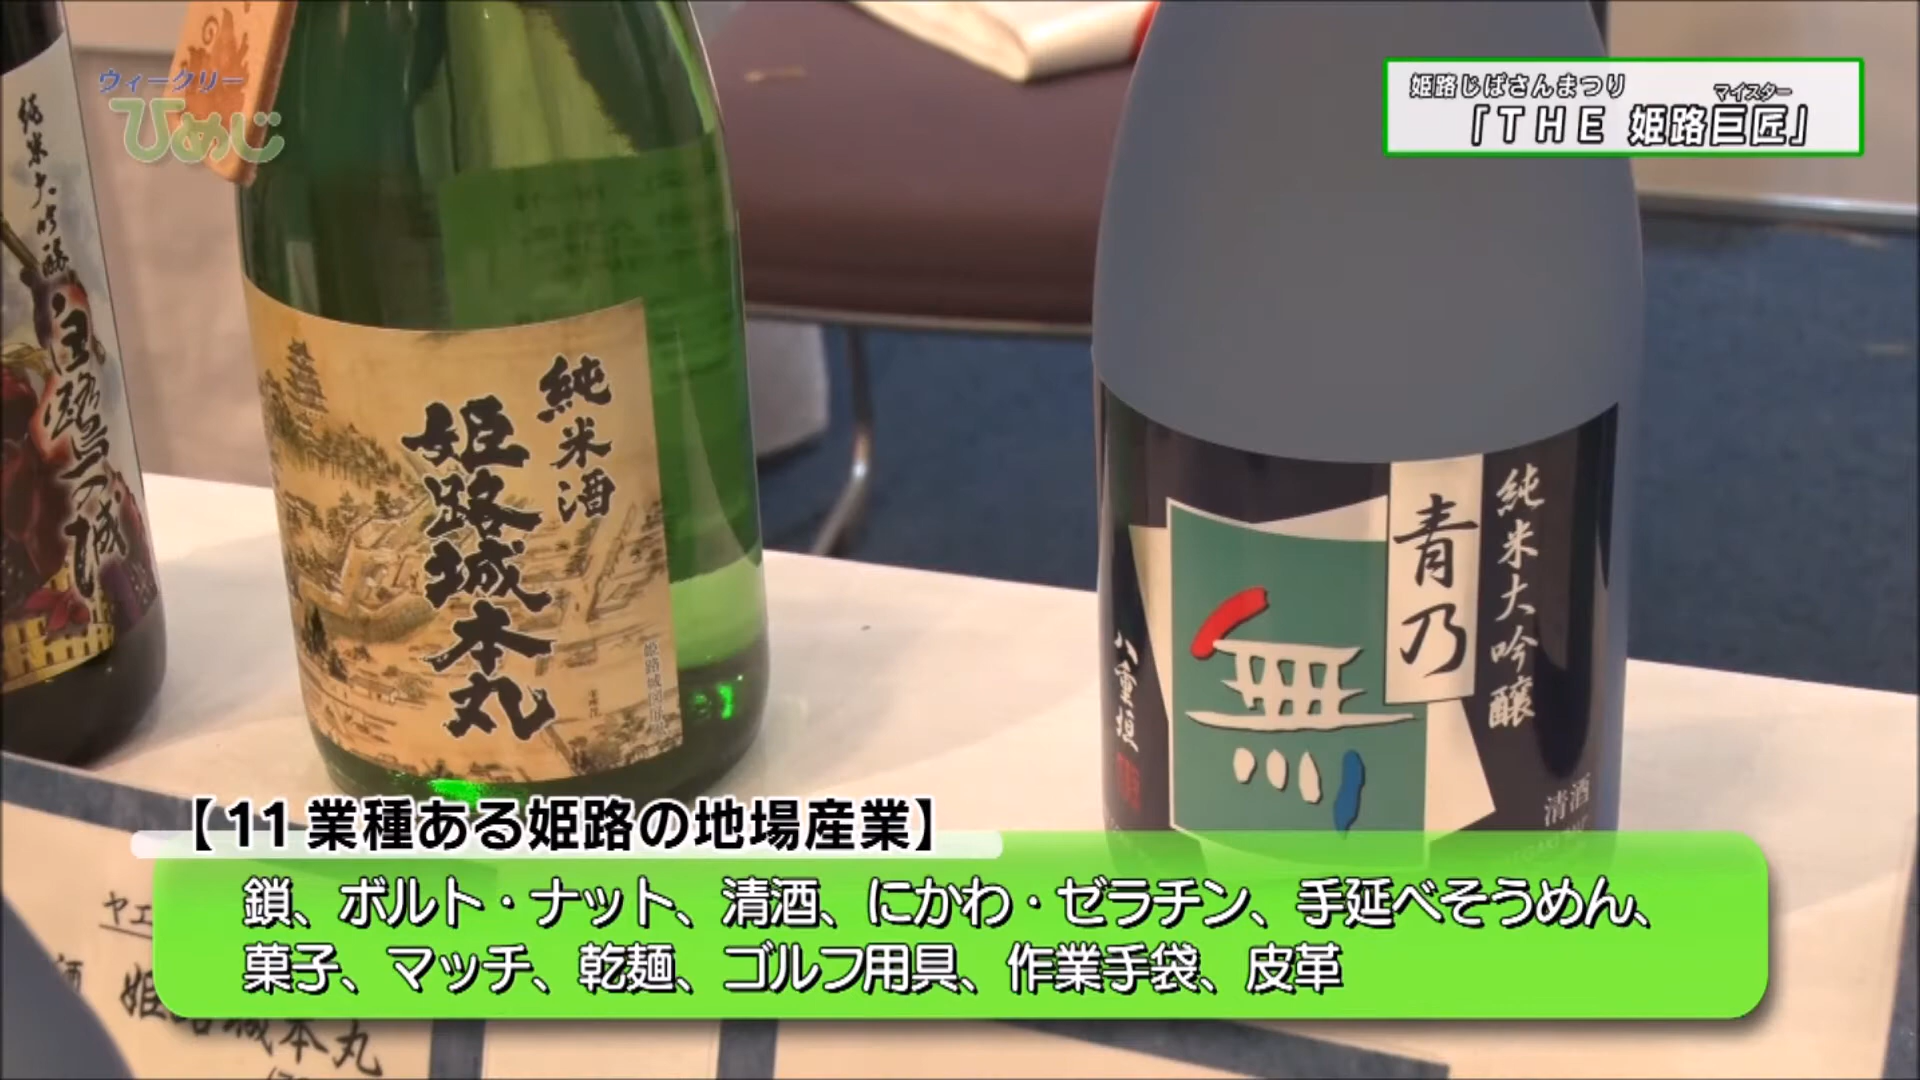 ウィークリー
ひめじ
姫路じばさんまつり
マイスター
「THE 姫路巨匠」
純米大吟醸
純米酒
姫路城本丸
純米大吟醸
青乃
無
八重垣
清酒
【11業種ある姫路の地場産業】
鎖、ボルト・ナット、清酒、にかわ・ゼラチン、手延べそうめん、
菓子、マッチ、乾麺、ゴルフ用具、作業手袋、皮革
ヤエ
姫路城本丸